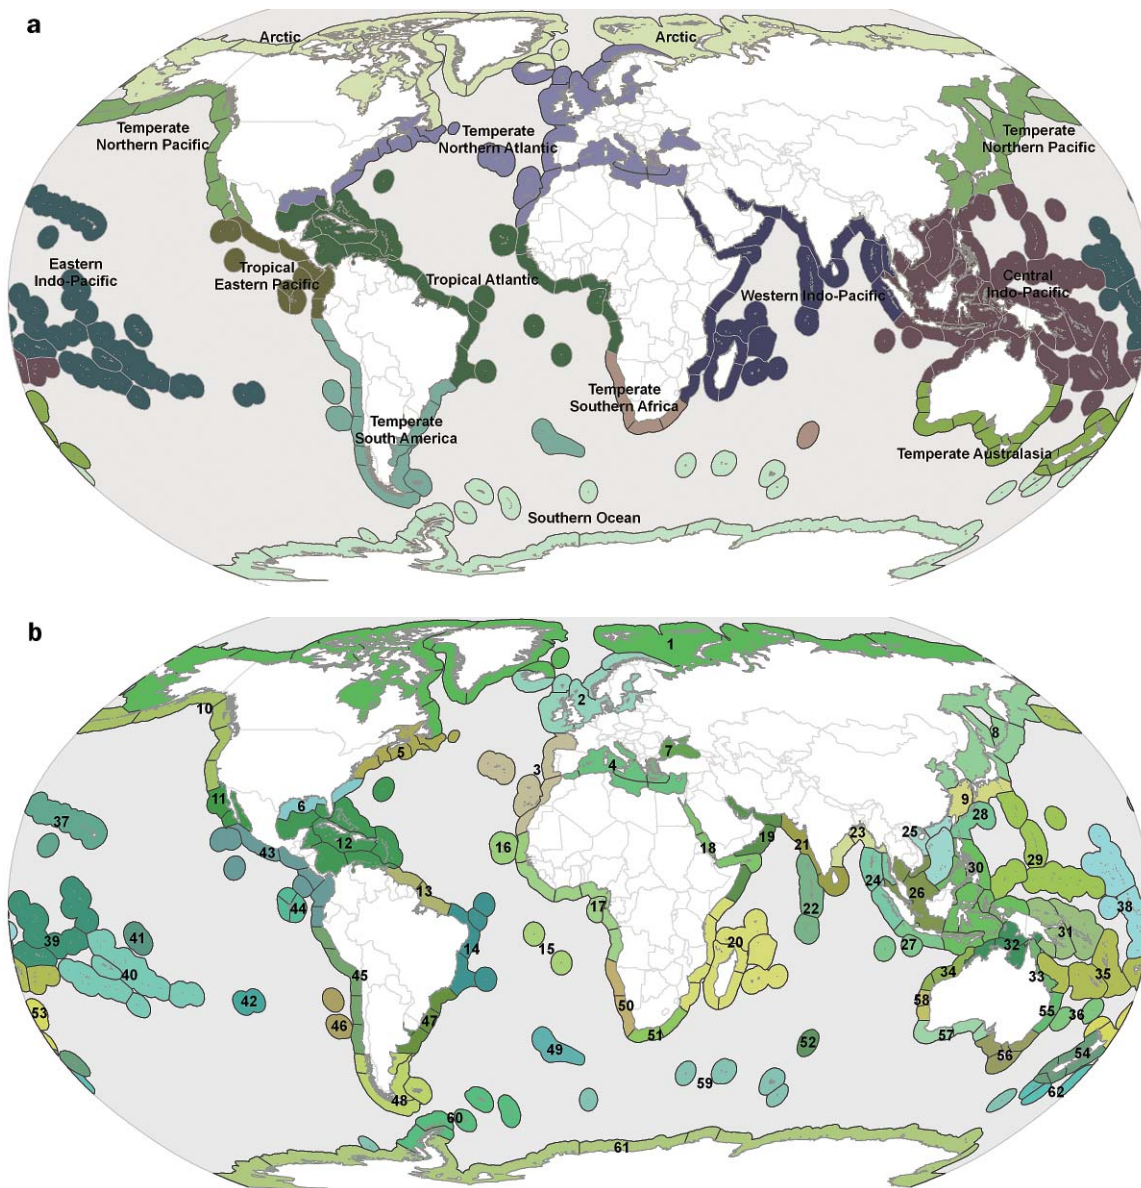 a
Arctic
Arctic
Temperate
Northern Pacific
Temperate
Northern Atlantic
Temperate
Northern Pacific
Eastern
Indo-Pacific
Tropical
Eastern Pacific
Tropical Atlantic
Western Indo-Pacific
Central
Indo-Pacific
Temperate
South America
Temperate
Southern Africa
Temperate Australasia
Southern Ocean
b
1
2
10
8
5
3
7
4
11
6
9
28
37
12
16
18
19
21
23
25
43
13
17
24
26
30
29
44
22
38
39
41
14
15
20
27
32
31
40
45
34
33
35
42
50
58
53
46
47
51
52
55
36
49
57
56
54
48
59
62
60
61